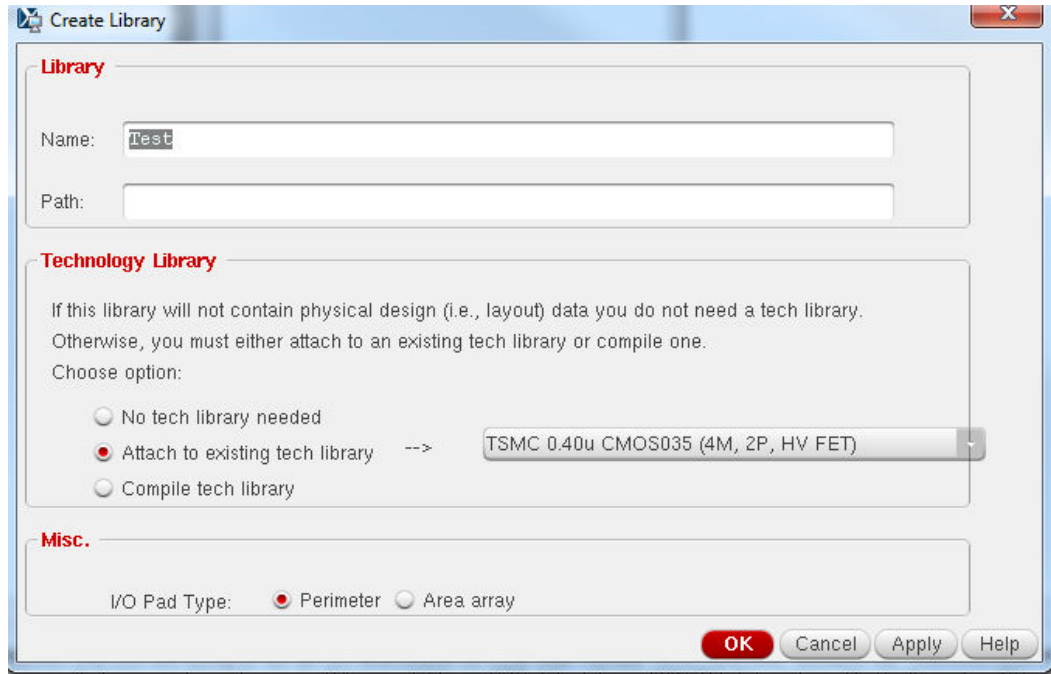 Create Library
Library
Name: Test
Path:
Technology Library
If this library will not contain physical design (i.e., layout) data you do not need a tech library.
Otherwise, you must either attach to an existing tech library or compile one.
Choose option:
No tech library needed
Attach to existing tech library --> TSMC 0.40u CMOS035 (4M, 2P, HV FET)
Compile tech library
Misc.
I/O Pad Type: Perimeter Area array
OK Cancel Apply Help